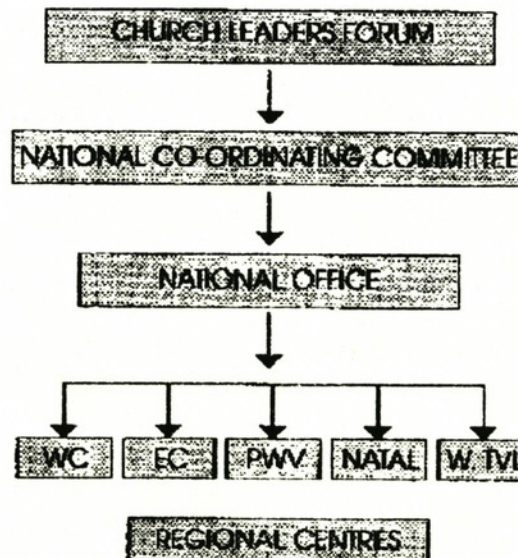 CHURCH LEADERS FORUM
NATIONAL CO-ORDINATING COMMITTEE
NATIONAL OFFICE
WC EC PWV NATAL W. TVL
REGIONAL CENTRES